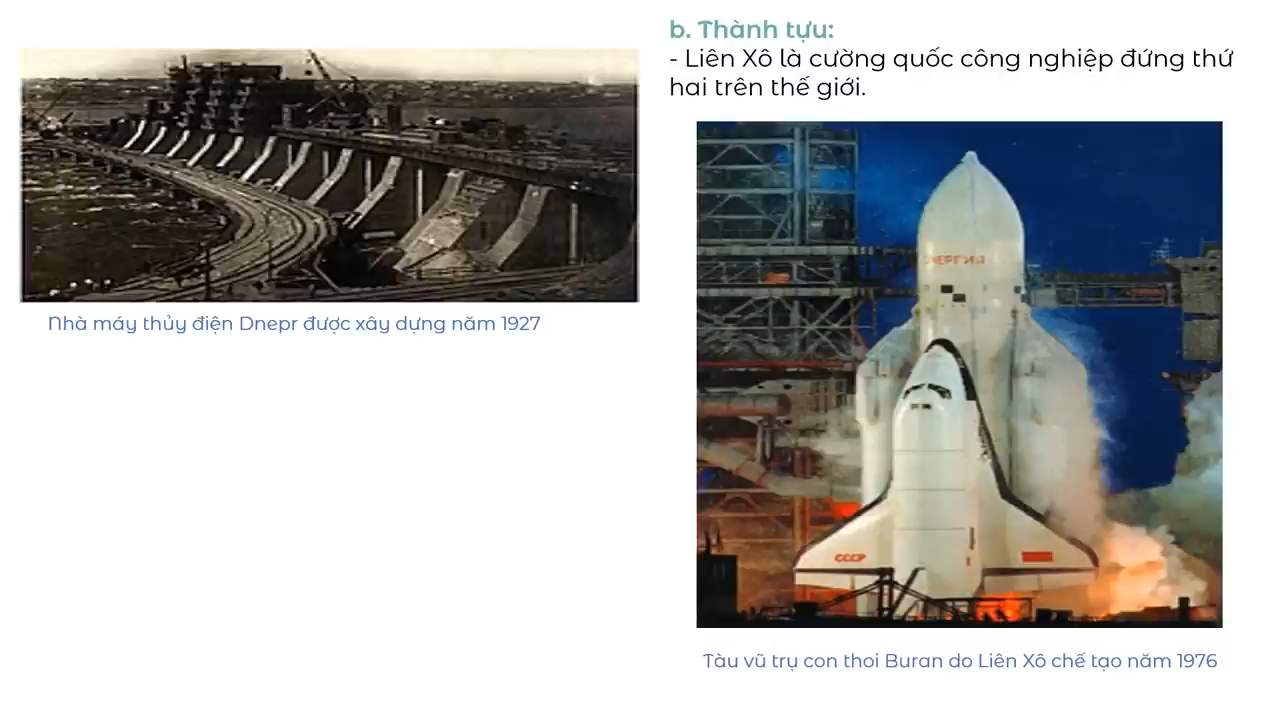 b. Thành tựu:
- Liên Xô là cường quốc công nghiệp đứng thứ
hai trên thế giới.
Nhà máy thủy điện Dnepr được xây dựng năm 1927
ЭНЕРГИЯ
СССР
Tàu vũ trụ con thoi Buran do Liên Xô chế tạo năm 1976